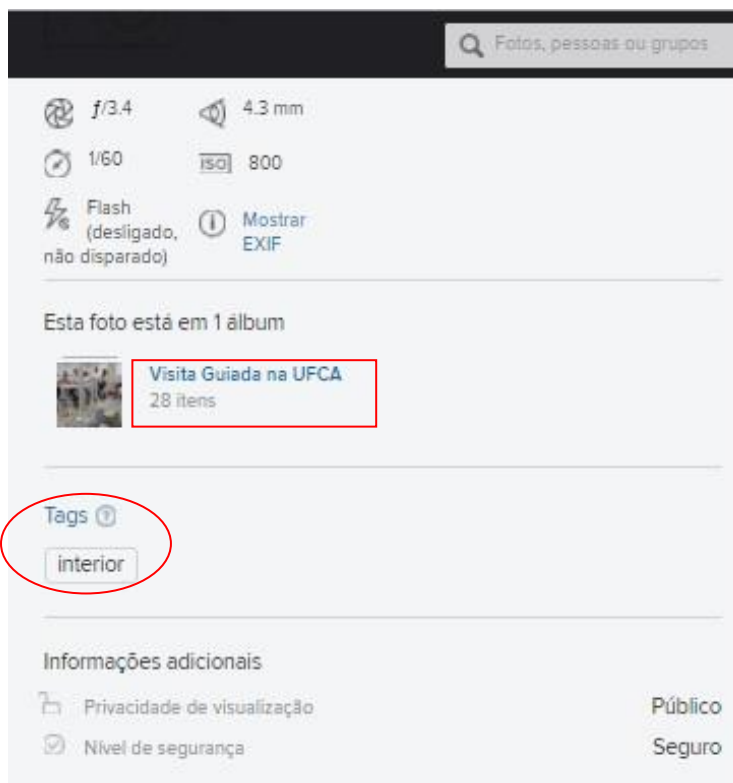 Fotos, pessoas ou grupos
ƒ/3.4 4.3 mm
1/60 ISO 800
Flash
(desligado,
não disparado)
Mostrar
EXIF
Esta foto está em 1 álbum
Visita Guiada na UFCA
28 itens
Tags ?
interior
Informações adicionais
Privacidade de visualização Público
Nível de segurança Seguro